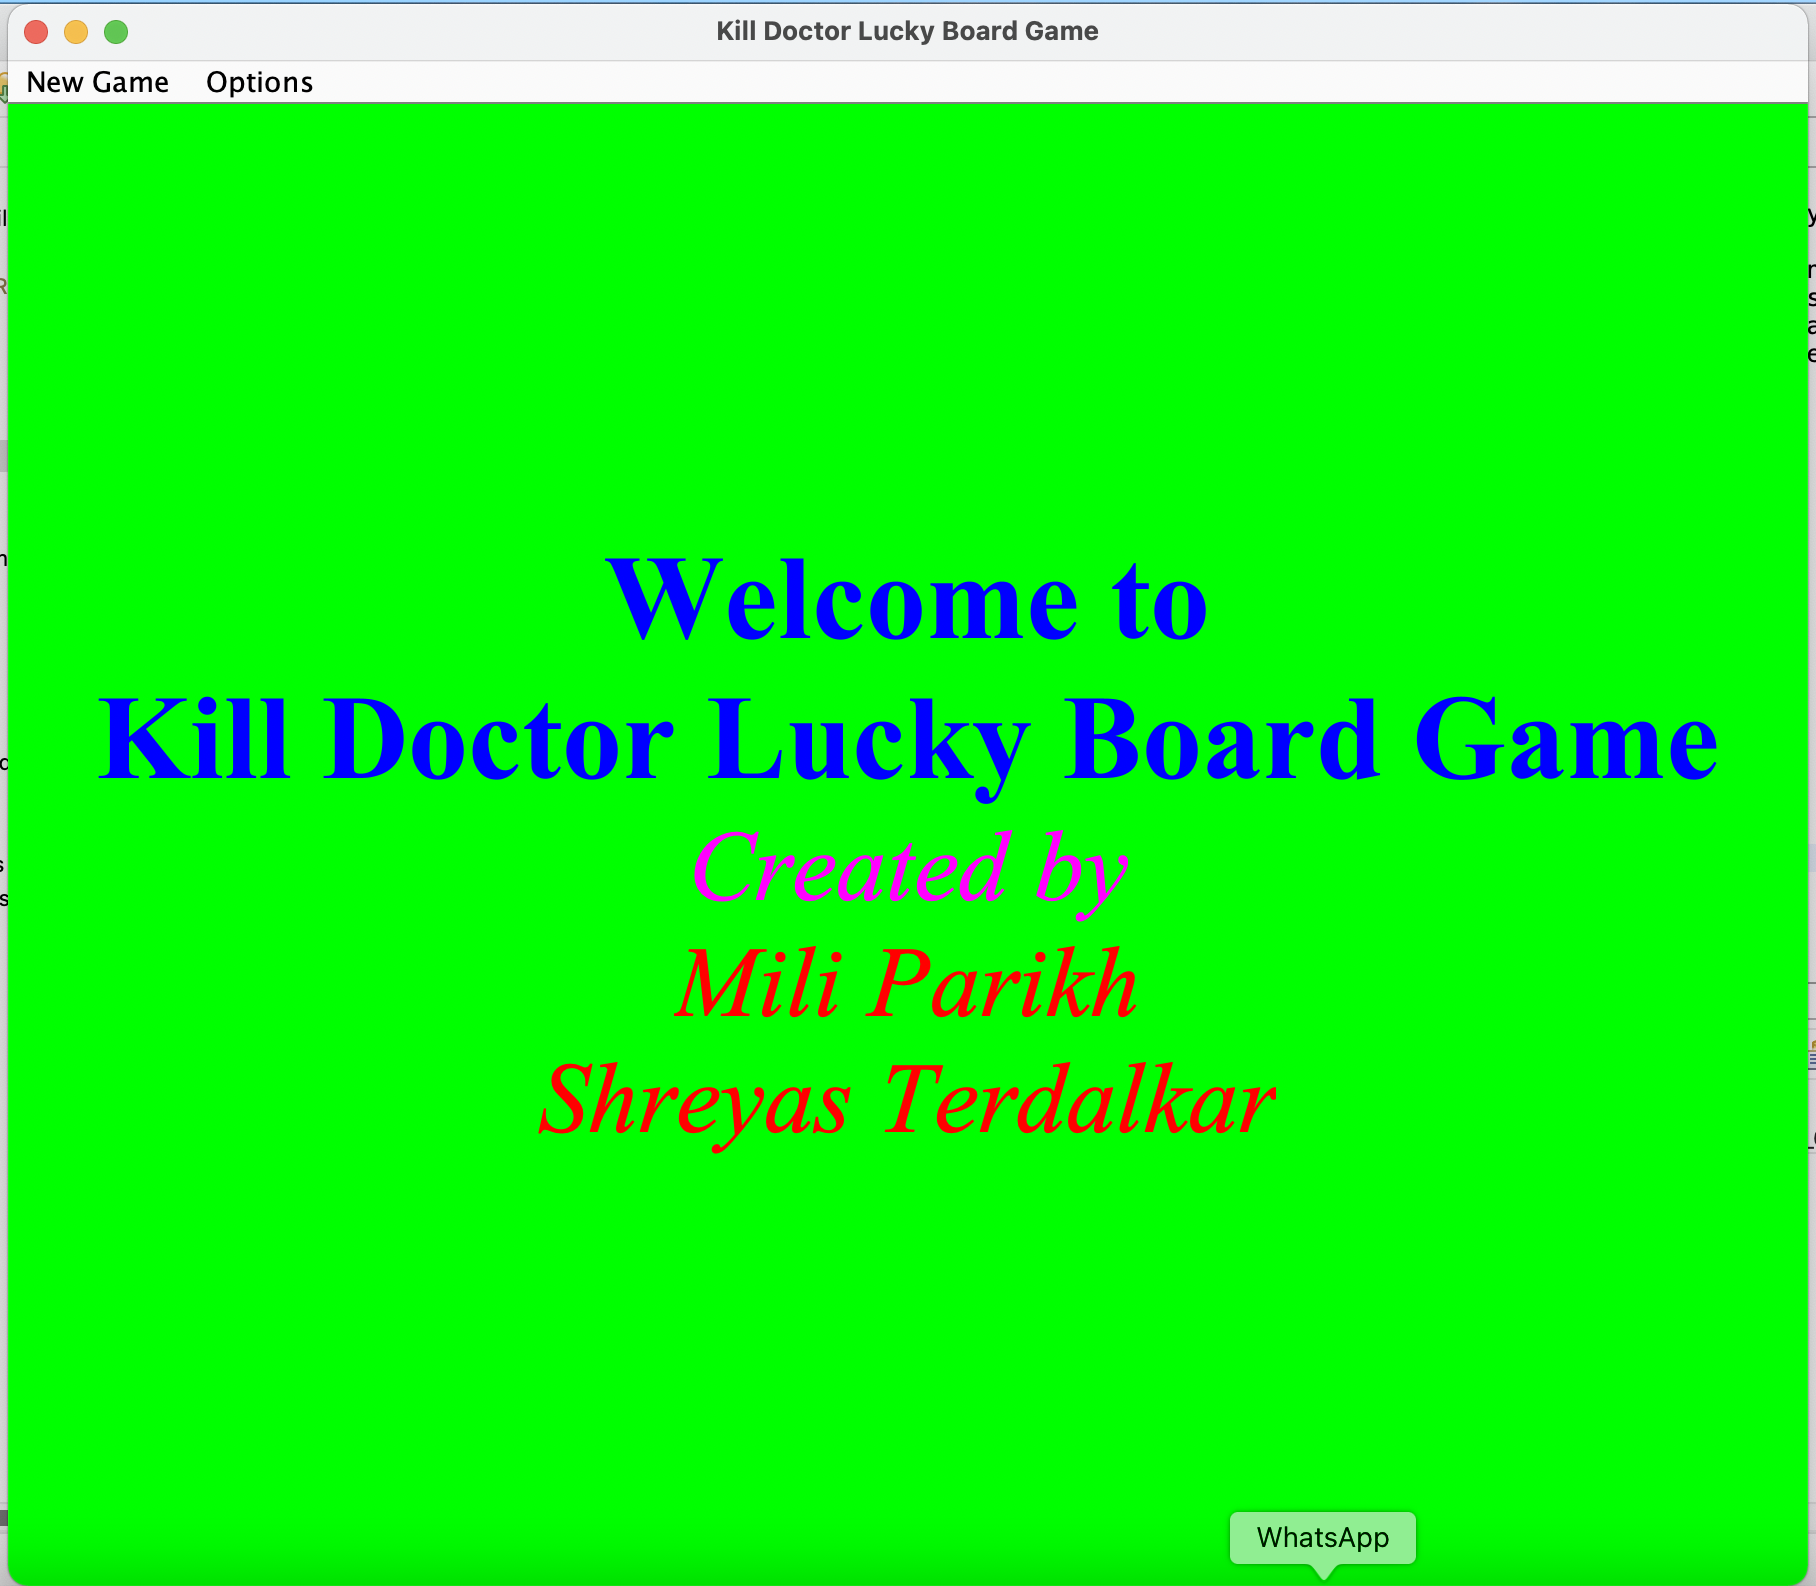 Kill Doctor Lucky Board Game
New Game Options
Welcome to
Kill Doctor Lucky Board Game
Created by
Mili Parikh
Shreyas Terdalkar
WhatsApp